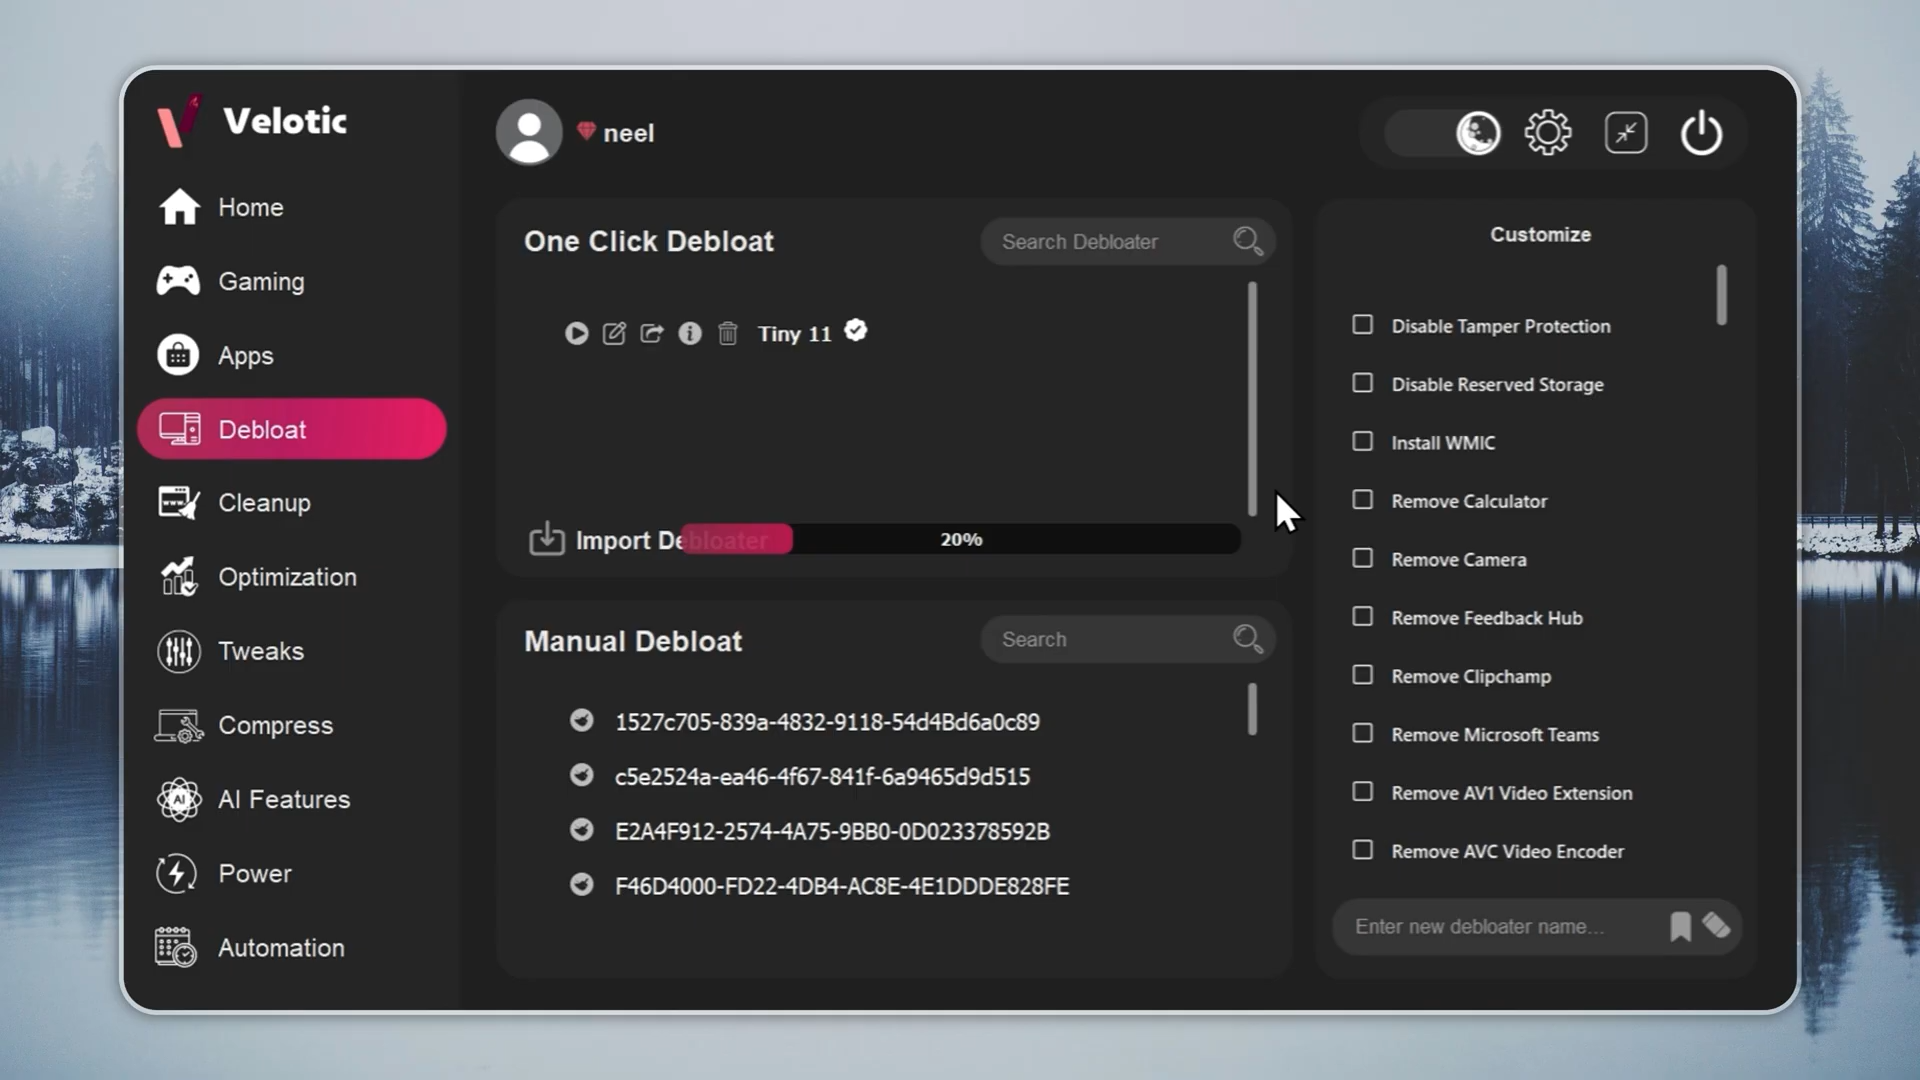 Velotic
Home
Gaming
Apps
Debloat
Cleanup
Optimization
Tweaks
Compress
AI
AI Features
Power
Automation
neel
One Click Debloat
Search Debloater
Tiny 11
Import Debloater
20%
Manual Debloat
Search
1527c705-839a-4832-9118-54d4Bd6a0c89
c5e2524a-ea46-4f67-841f-6a9465d9d515
E2A4F912-2574-4A75-9BB0-0D023378592B
F46D4000-FD22-4DB4-AC8E-4E1DDDE828FE
Customize
Disable Tamper Protection
Disable Reserved Storage
Install WMIC
Remove Calculator
Remove Camera
Remove Feedback Hub
Remove Clipchamp
Remove Microsoft Teams
Remove AV1 Video Extension
Remove AVC Video Encoder
Enter new debloater name...